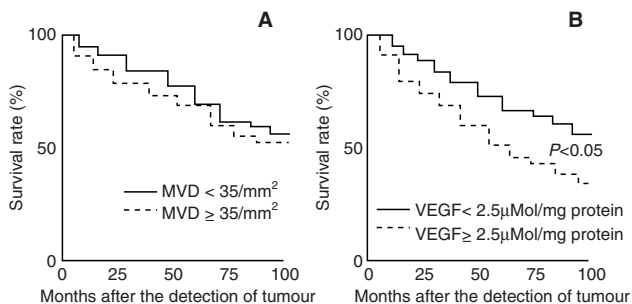 A
100
50
0
Survival rate (%)
MVD < 35/mm²
MVD ≥ 35/mm²
0 25 50 75 100
Months after the detection of tumour
B
100
50
0
Survival rate (%)
P<0.05
VEGF< 2.5μMol/mg protein
VEGF≥ 2.5μMol/mg protein
0 25 50 75 100
Months after the detection of tumour